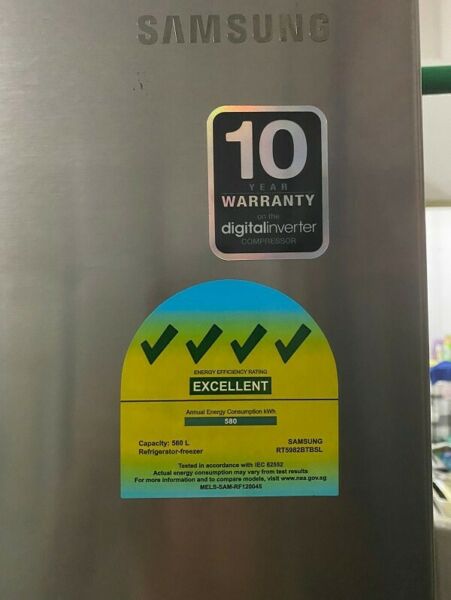 SAMSUNG
10
YEAR
WARRANTY
on the
digitalinverter
COMPRESSOR
ENERGY EFFICIENCY RATING
EXCELLENT
Annual Energy Consumption kWh
580
Capacity: 580 L
Refrigerator-freezer
SAMSUNG
RT5982BTBSL
Tested in accordance with IEC 62552
Actual energy consumption may vary from test results
For more information and to compare models, visit www.nea.gov.sg
MELS-SAM-RF120045